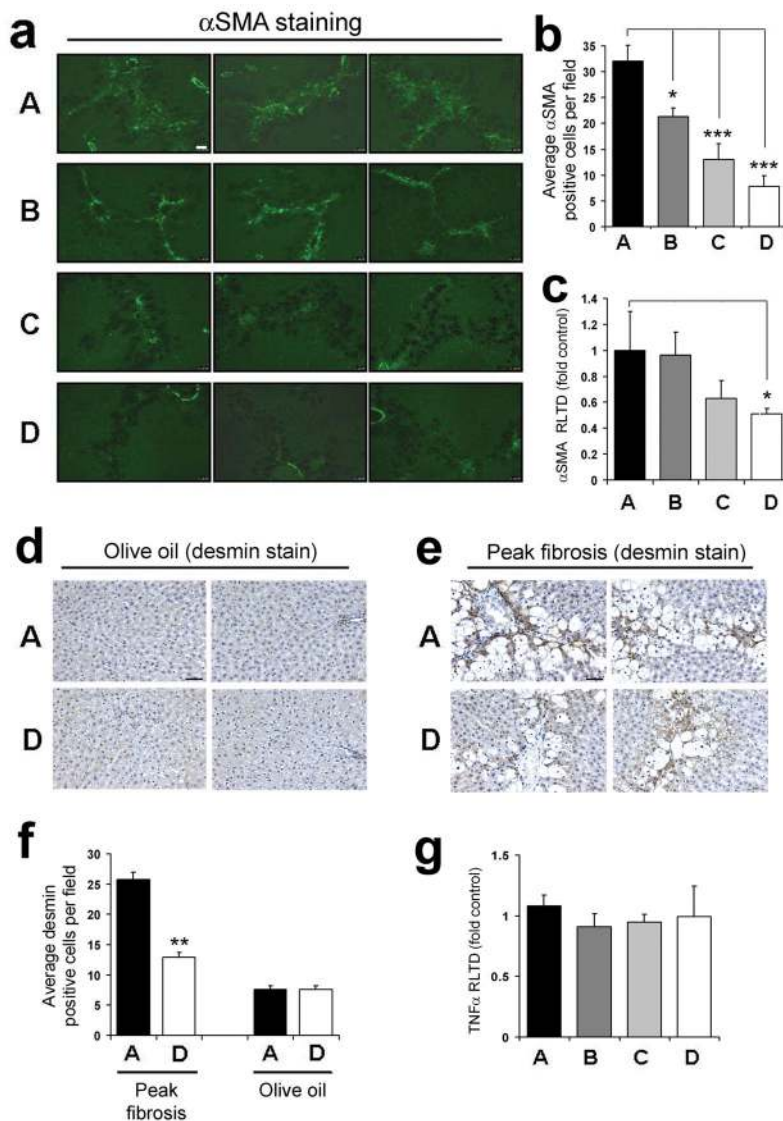 a
αSMA staining
A
B
C
D
b
Average αSMA
positive cells per field
35
30
25
20
15
10
5
0
*
***
***
A B C D
c
αSMA RLTD (fold control)
1.4
1.2
1
0.8
0.6
0.4
0.2
0
*
A B C D
d
Olive oil (desmin stain)
A
D
e
Peak fibrosis (desmin stain)
A
D
f
Average desmin
positive cells per field
30
25
20
15
10
5
0
**
A D A D
Peak
fibrosis
Olive oil
g
TNFα RLTD (fold control)
1.5
1
0.5
0
A B C D